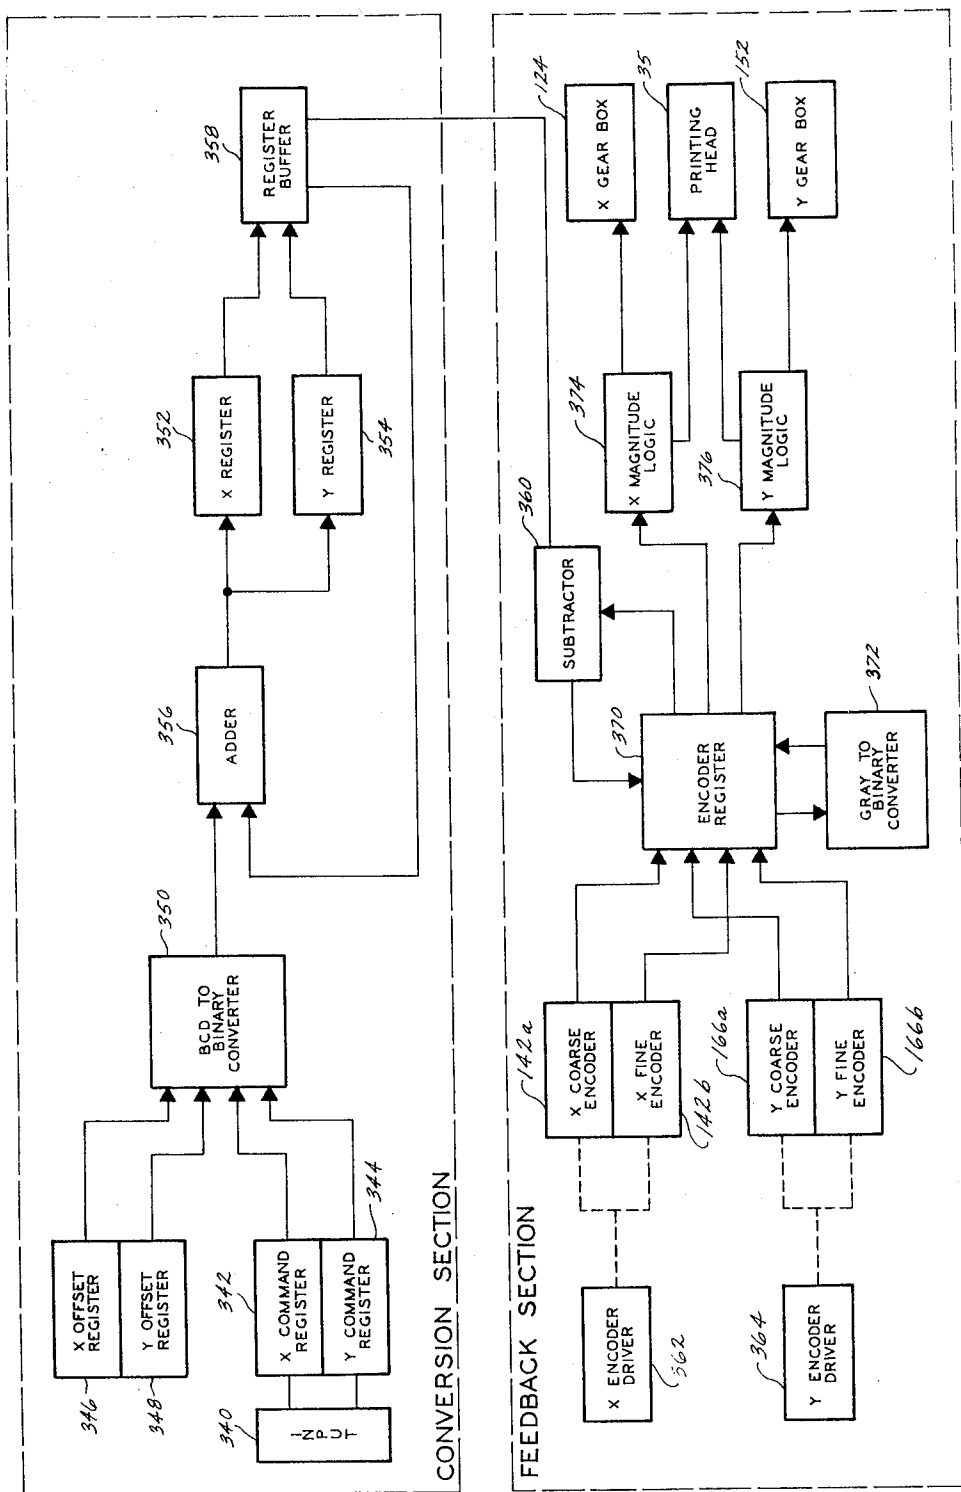 CONVERSION SECTION
346
X OFFSET
REGISTER
Y OFFSET
REGISTER
348
340
INPUT
342
X COMMAND
REGISTER
Y COMMAND
REGISTER
344
350
BCD TO
BINARY
CONVERTER
356
ADDER
352
X REGISTER
Y REGISTER
354
358
REGISTER
BUFFER
FEEDBACK SECTION
X ENCODER
DRIVER
362
364
Y ENCODER
DRIVER
142a
X COARSE
ENCODER
X FINE
ENCODER
142b
166a
Y COARSE
ENCODER
Y FINE
ENCODER
166b
370
ENCODER
REGISTER
GRAY TO
BINARY
CONVERTER
372
360
SUBTRACTOR
374
X MAGNITUDE
LOGIC
376
Y MAGNITUDE
LOGIC
124
X GEAR BOX
35
PRINTING
HEAD
152
Y GEAR BOX